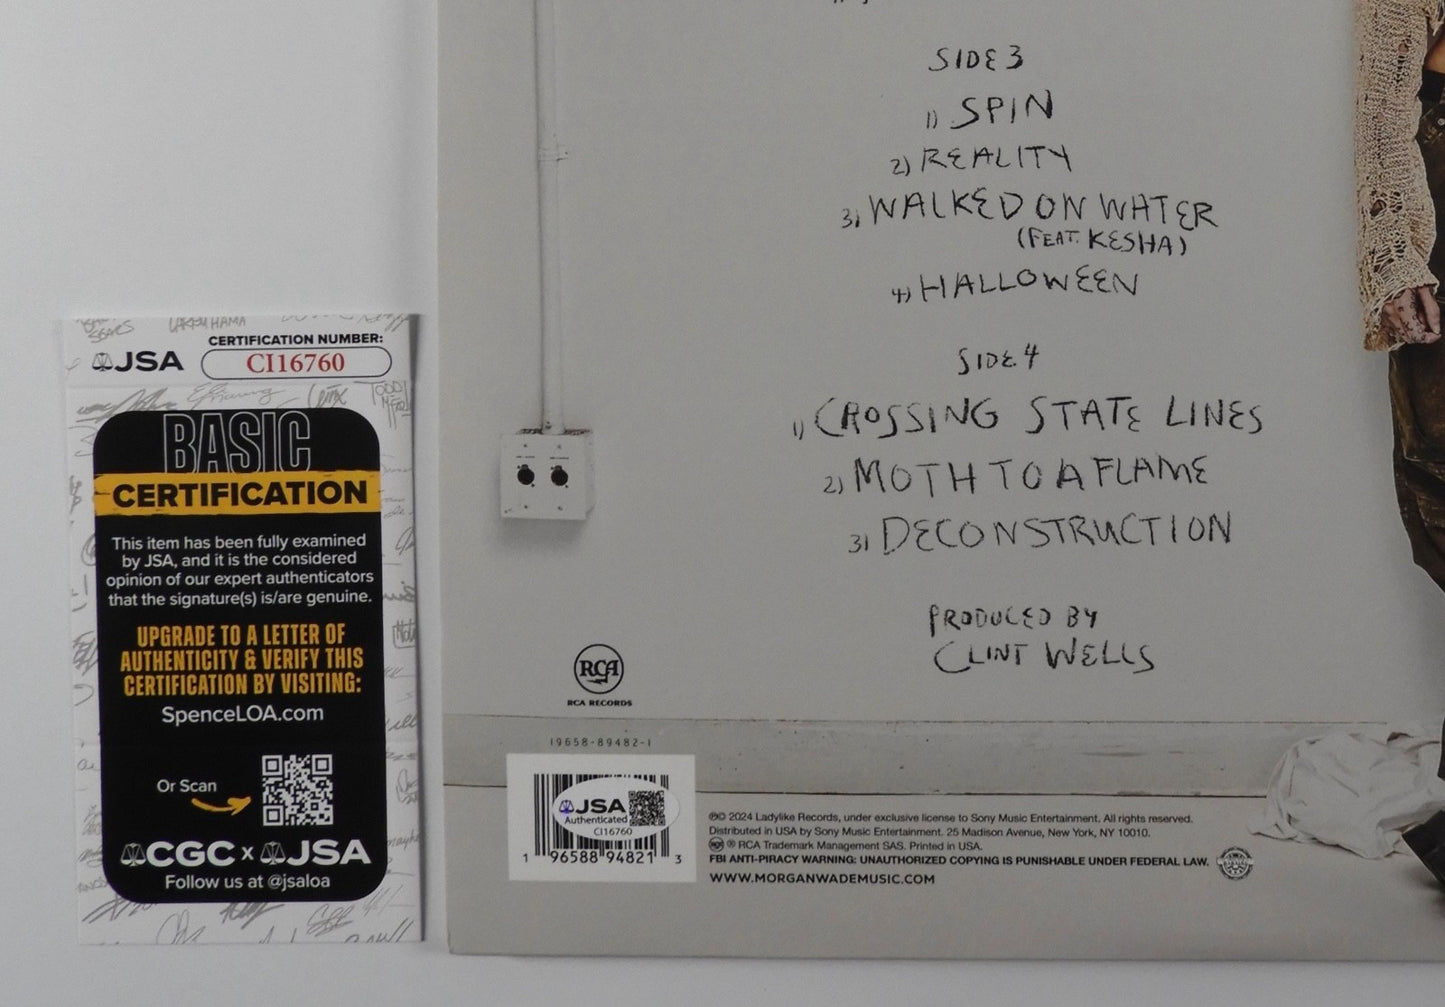 SIDE 3
1) SPIN
2) REALITY
3) WALKED ON WATER
(FEAT. KESHA)
4) HALLOWEEN
SIDE 4
1) CROSSING STATE LINES
2) MOTH TO A FLAME
3) DECONSTRUCTION
PRODUCED BY
CLINT WELLS
RCA
RCA RECORDS
19658-89482-1
JSA
Authenticated
CI16760
1 96588 94821 3
℗© 2024 Ladylike Records, under exclusive license to Sony Music Entertainment. All rights reserved.
Distributed in USA by Sony Music Entertainment. 25 Madison Avenue, New York, NY 10010.
® RCA Trademark Management SAS. Printed in USA.
FBI ANTI-PIRACY WARNING: UNAUTHORIZED COPYING IS PUNISHABLE UNDER FEDERAL LAW.
WWW.MORGANWADEMUSIC.COM
LARRY HAMA
JSA
CERTIFICATION NUMBER:
CI16760
BASIC
CERTIFICATION
This item has been fully examined
by JSA, and it is the considered
opinion of our expert authenticators
that the signature(s) is/are genuine.
UPGRADE TO A LETTER OF
AUTHENTICITY & VERIFY THIS
CERTIFICATION BY VISITING:
SpenceLOA.com
Or Scan
CGC x JSA
Follow us at @jsaloa